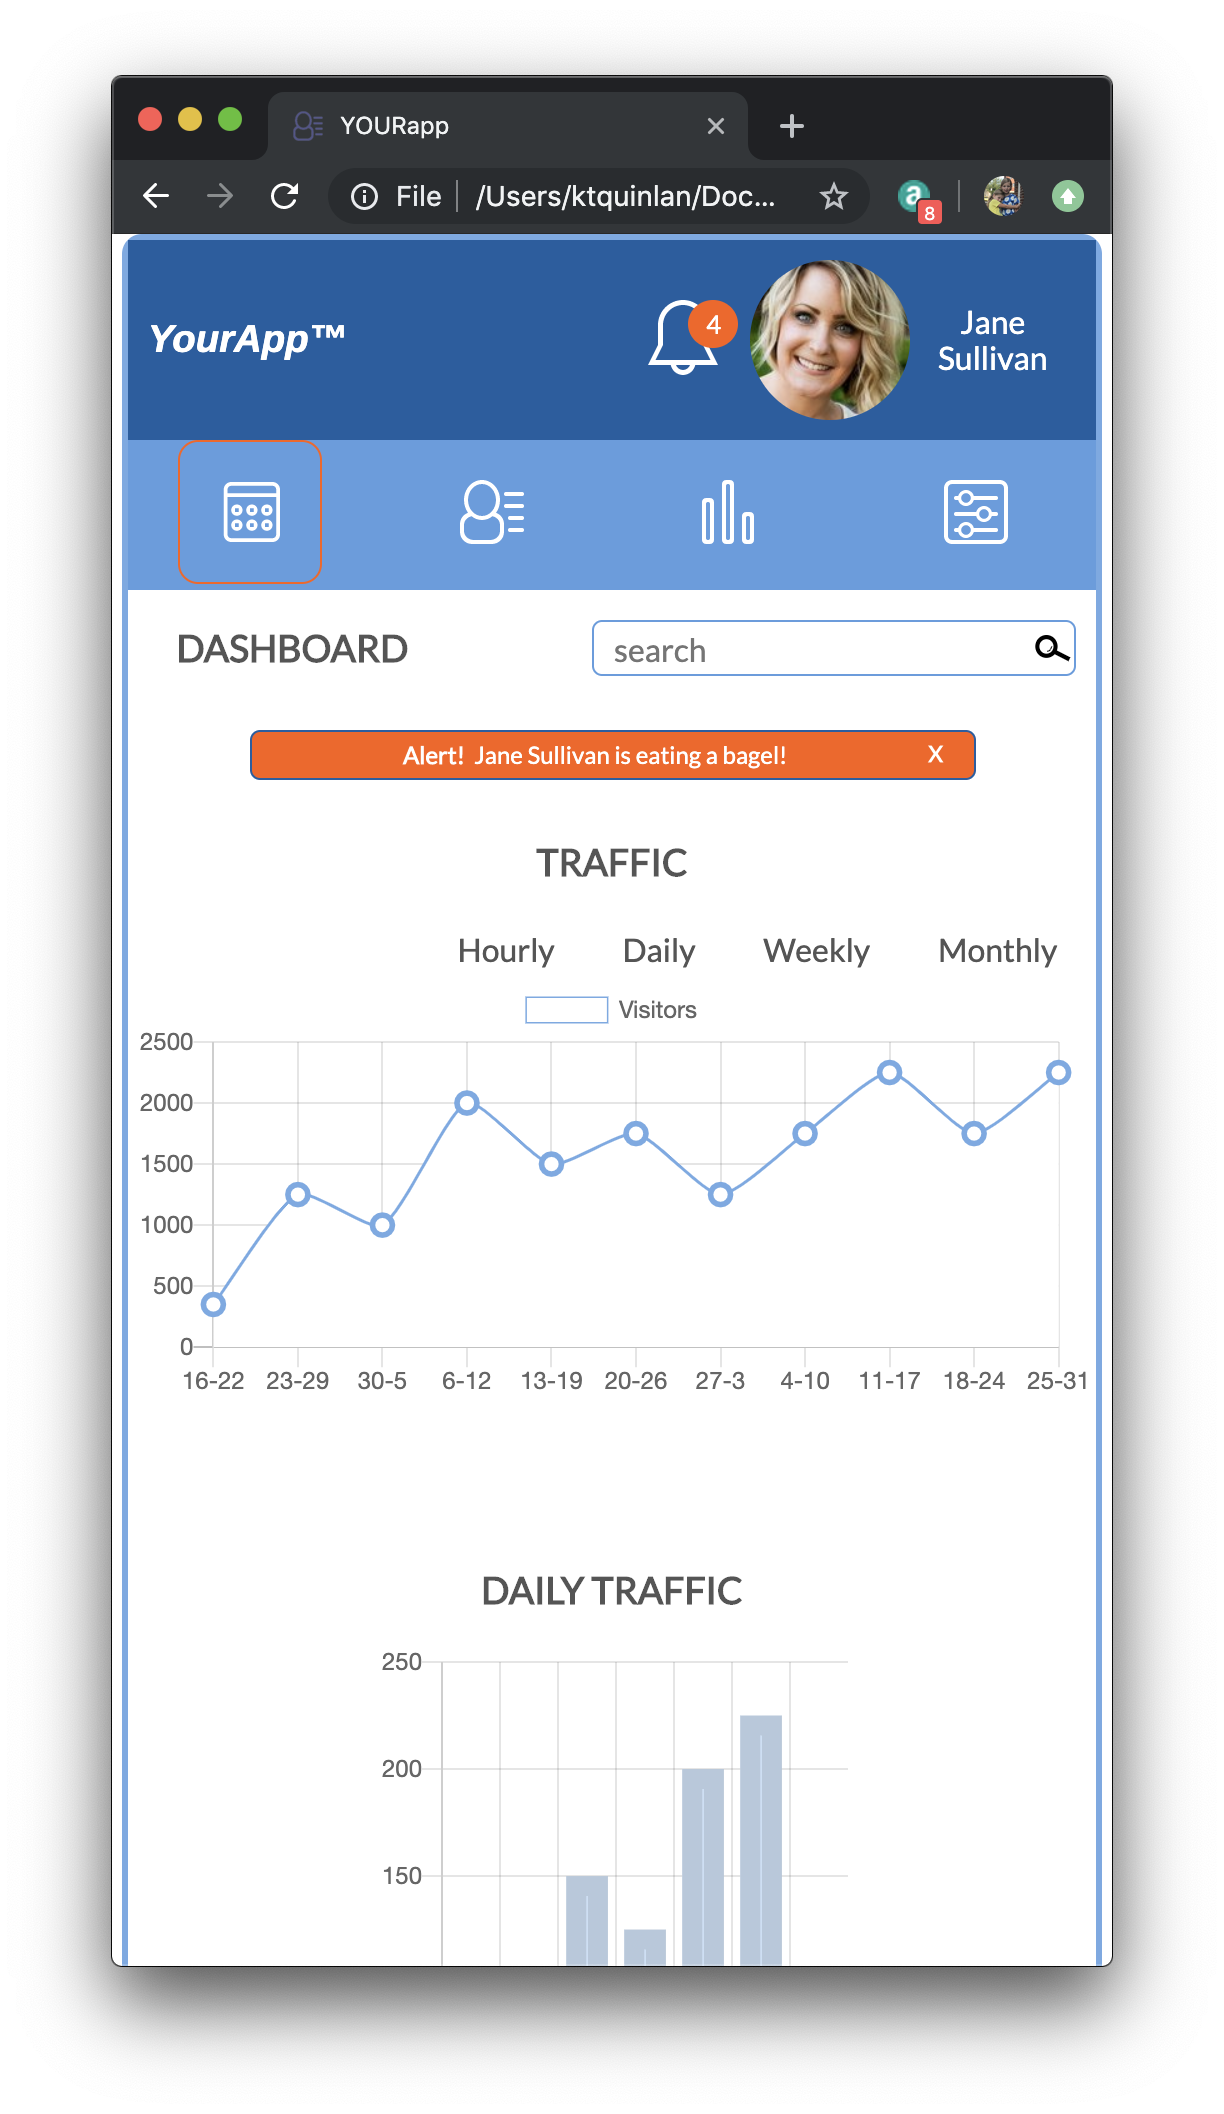 YOURapp
File /Users/ktquinlan/Doc...
a
8
YourApp™
4
Jane
Sullivan
DASHBOARD
search
Alert! Jane Sullivan is eating a bagel! X
TRAFFIC
Hourly Daily Weekly Monthly
Visitors
2500
2000
1500
1000
500
0
16-22 23-29 30-5 6-12 13-19 20-26 27-3 4-10 11-17 18-24 25-31
DAILY TRAFFIC
250
200
150